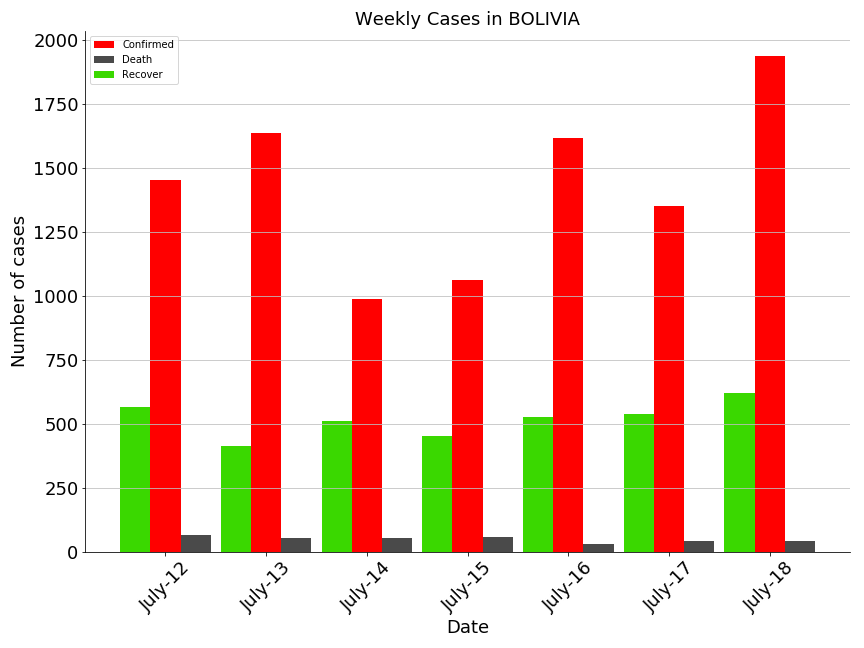 Weekly Cases in BOLIVIA
Confirmed
Death
Recover
2000
1750
1500
1250
1000
750
500
250
0
Number of cases
July-12
July-13
July-14
July-15
July-16
July-17
July-18
Date